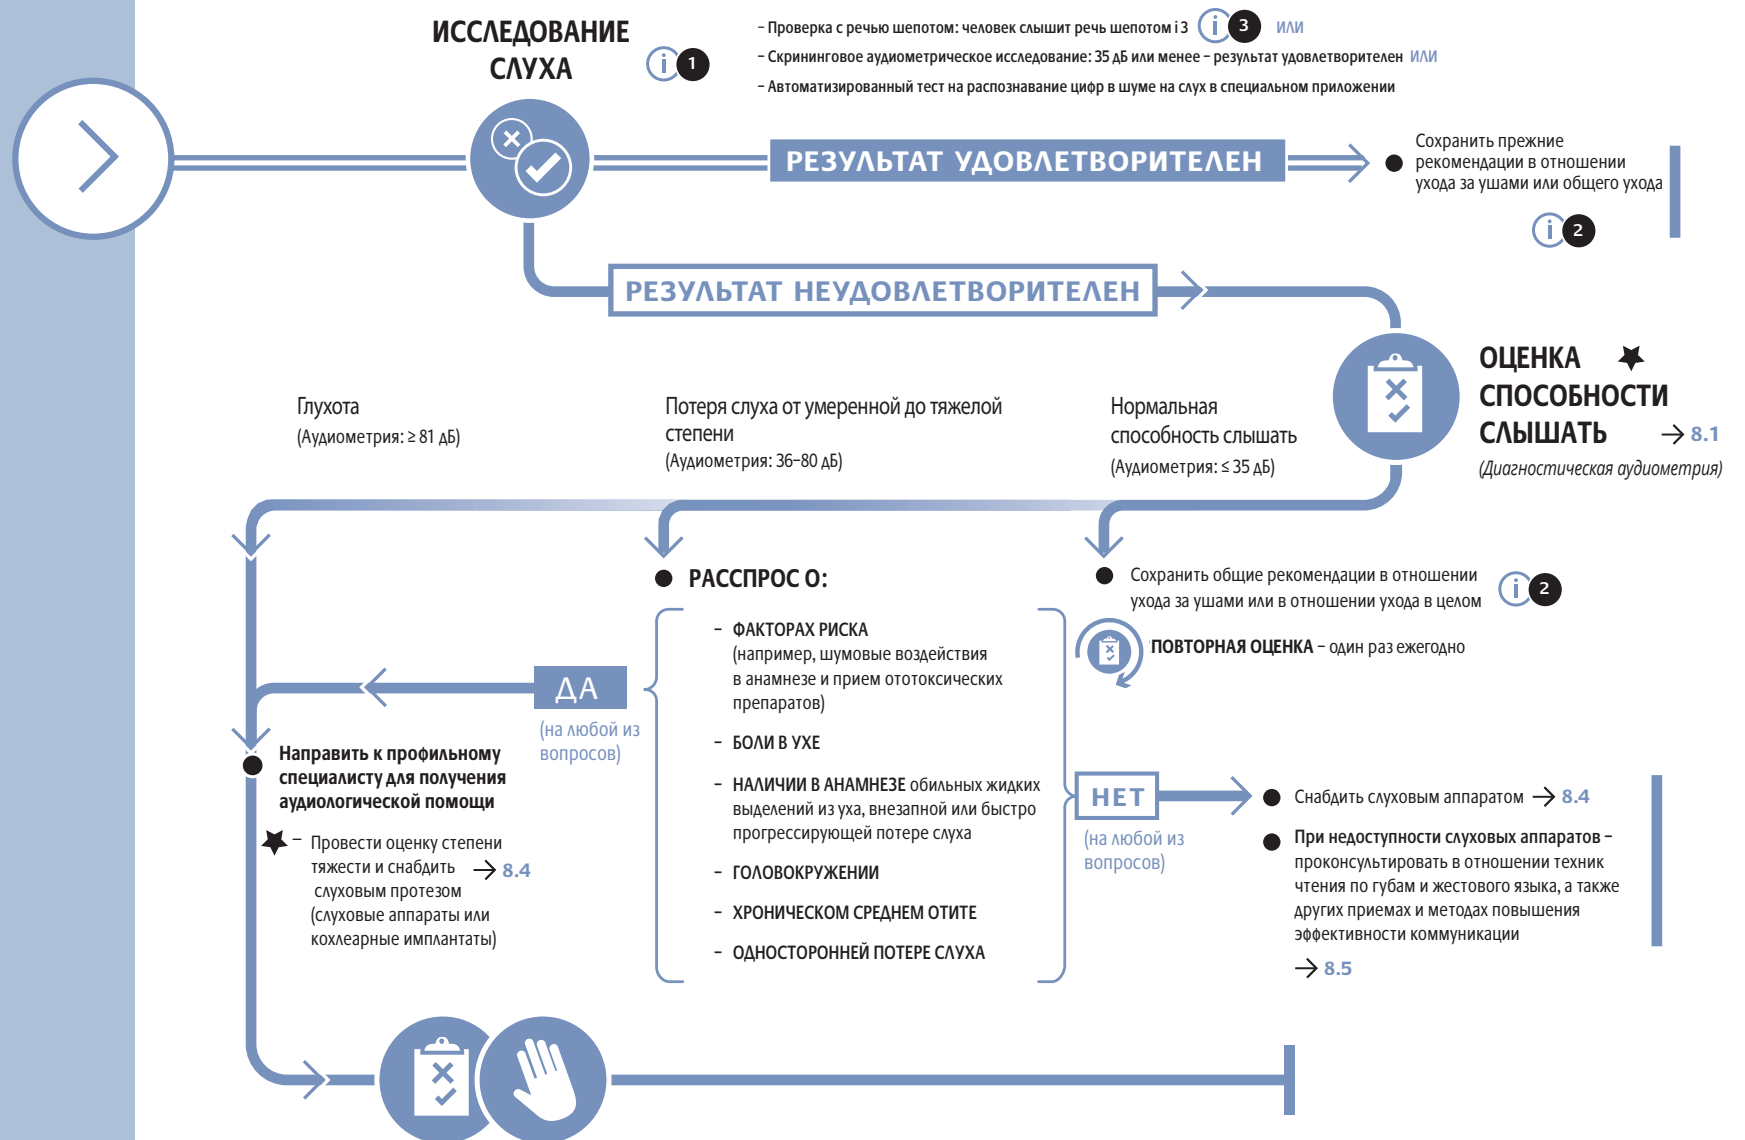 ИССЛЕДОВАНИЕ
СЛУХА
i 1
– Проверка с речью шепотом: человек слышит речь шепотом i 3 i 3 ИЛИ
– Скрининговое аудиометрическое исследование: 35 дБ или менее – результат удовлетворителен ИЛИ
– Автоматизированный тест на распознавание цифр в шуме на слух в специальном приложении
РЕЗУЛЬТАТ УДОВЛЕТВОРИТЕЛЕН
Сохранить прежние
рекомендации в отношении
ухода за ушами или общего ухода
i 2
РЕЗУЛЬТАТ НЕУДОВЛЕТВОРИТЕЛЕН
ОЦЕНКА
СПОСОБНОСТИ
СЛЫШАТЬ → 8.1
(Диагностическая аудиометрия)
Глухота
(Аудиометрия: ≥ 81 дБ)
Потеря слуха от умеренной до тяжелой
степени
(Аудиометрия: 36–80 дБ)
Нормальная
способность слышать
(Аудиометрия: ≤ 35 дБ)
РАССПРОС О:
– ФАКТОРАХ РИСКА
(например, шумовые воздействия
в анамнезе и прием ототоксических
препаратов)
– БОЛИ В УХЕ
– НАЛИЧИИ В АНАМНЕЗЕ обильных жидких
выделений из уха, внезапной или быстро
прогрессирующей потере слуха
– ГОЛОВОКРУЖЕНИИ
– ХРОНИЧЕСКОМ СРЕДНЕМ ОТИТЕ
– ОДНОСТОРОННЕЙ ПОТЕРЕ СЛУХА
Сохранить общие рекомендации в отношении
ухода за ушами или в отношении ухода в целом
i 2
ПОВТОРНАЯ ОЦЕНКА – один раз ежегодно
ДА
(на любой из
вопросов)
Направить к профильному
специалисту для получения
аудиологической помощи
– Провести оценку степени
тяжести и снабдить → 8.4
слуховым протезом
(слуховые аппараты или
кохлеарные имплантаты)
НЕТ
(на любой из
вопросов)
Снабдить слуховым аппаратом → 8.4
При недоступности слуховых аппаратов –
проконсультировать в отношении техник
чтения по губам и жестового языка, а также
других приемах и методах повышения
эффективности коммуникации
→ 8.5